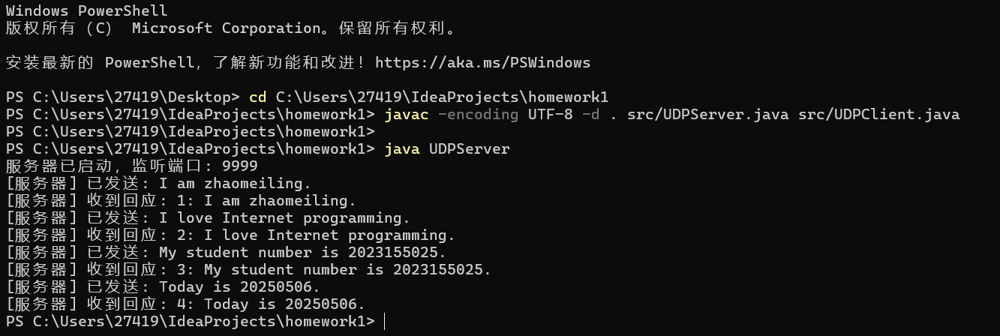 Windows PowerShell
版权所有（C） Microsoft Corporation。保留所有权利。
安装最新的 PowerShell，了解新功能和改进！https://aka.ms/PSWindows
PS C:\Users\27419\Desktop> cd C:\Users\27419\IdeaProjects\homework1
PS C:\Users\27419\IdeaProjects\homework1> javac -encoding UTF-8 -d . src/UDPServer.java src/UDPClient.java
PS C:\Users\27419\IdeaProjects\homework1>
PS C:\Users\27419\IdeaProjects\homework1> java UDPServer
服务器已启动，监听端口：9999
[服务器] 已发送：I am zhaomeiling.
[服务器] 收到回应：1: I am zhaomeiling.
[服务器] 已发送：I love Internet programming.
[服务器] 收到回应：2: I love Internet programming.
[服务器] 已发送：My student number is 2023155025.
[服务器] 收到回应：3: My student number is 2023155025.
[服务器] 已发送：Today is 20250506.
[服务器] 收到回应：4: Today is 20250506.
PS C:\Users\27419\IdeaProjects\homework1>